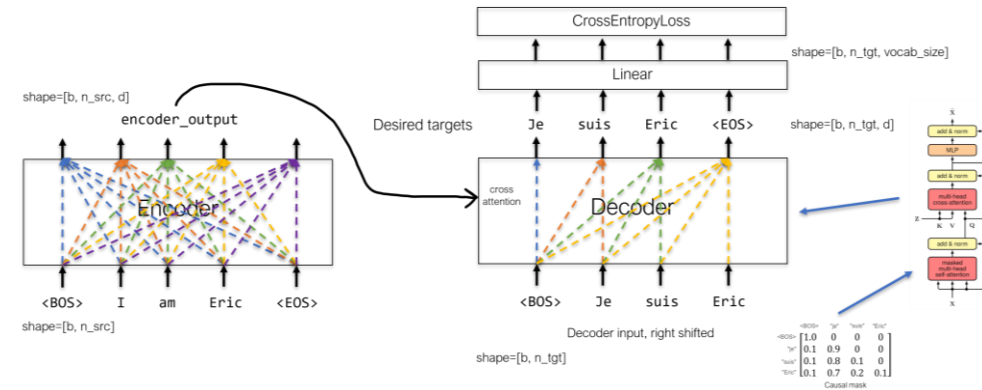 CrossEntropyLoss
shape=[b, n_tgt, vocab_size]
Linear
shape=[b, n_src, d]
encoder_output
Desired targets
Je suis Eric <EOS>
shape=[b, n_tgt, d]
Encoder
cross
attention
Decoder
<BOS> I am Eric <EOS>
shape=[b, n_src]
<BOS> Je suis Eric
Decoder input, right shifted
shape=[b, n_tgt]
X̃
add & norm
MLP
add & norm
multi-head
cross-attention
Z K V Q
add & norm
masked
multi-head
self-attention
X
<BOS> "je" "suis" "Eric"
<BOS> 1.0 0 0 0
"je" 0.1 0.9 0 0
"suis" 0.1 0.8 0.1 0
"Eric" 0.1 0.7 0.2 0.1
Causal mask